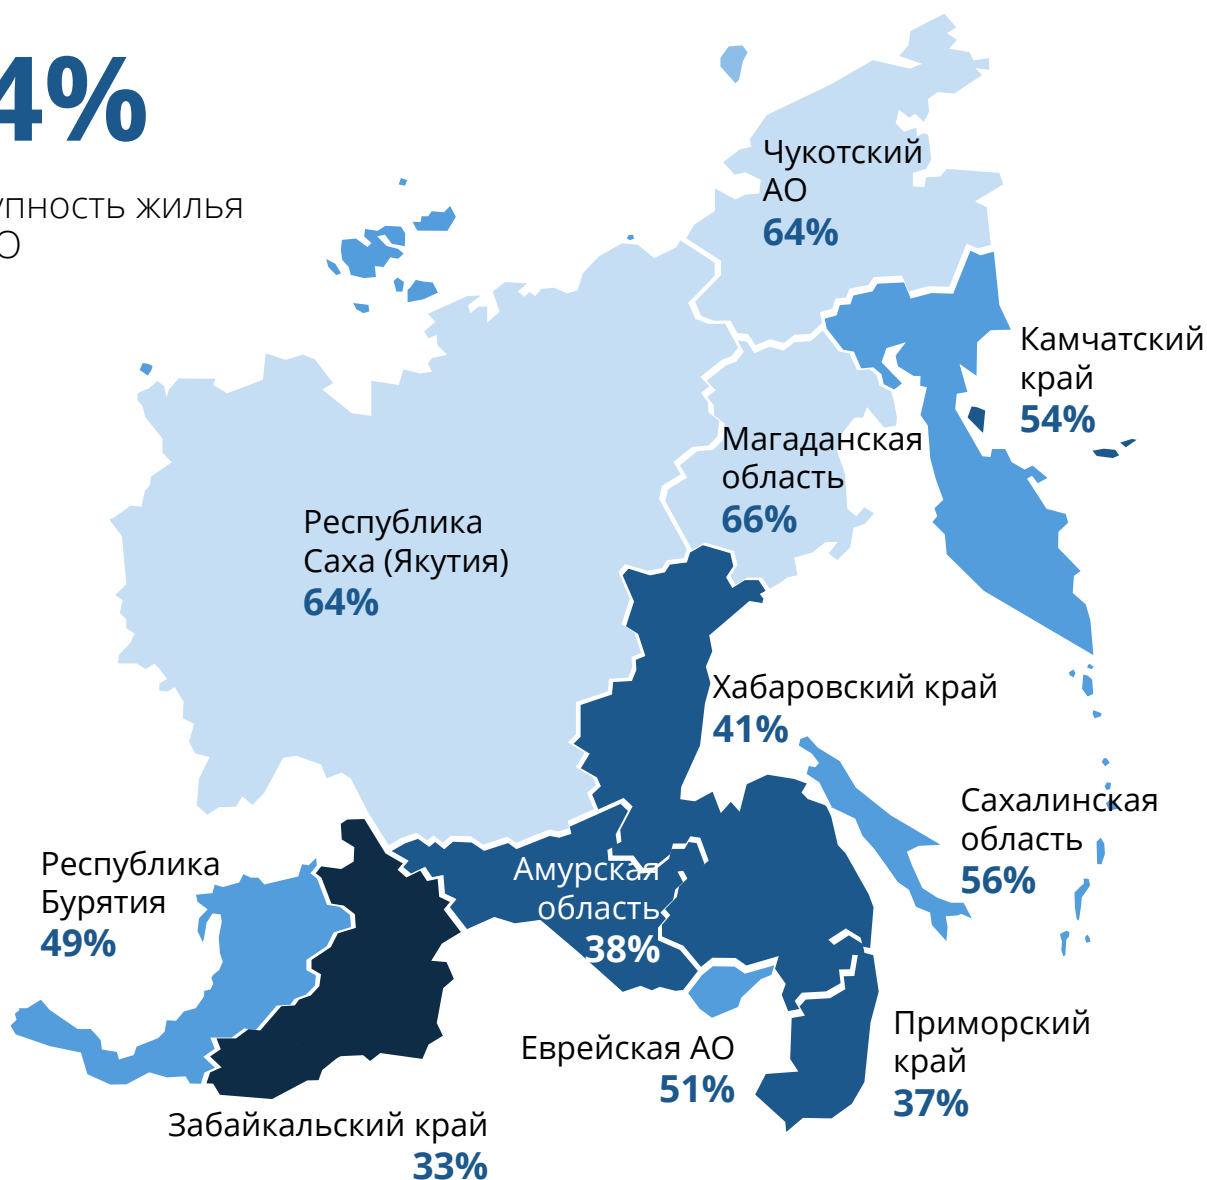 4%
жилья
Чукотский
АО
64%
Камчатский
край
54%
Магаданская
область
66%
Республика
Саха (Якутия)
64%
Хабаровский край
41%
Сахалинская
область
56%
Республика
Бурятия
49%
Амурская
область
38%
Еврейская АО
51%
Приморский
край
37%
Забайкальский край
33%